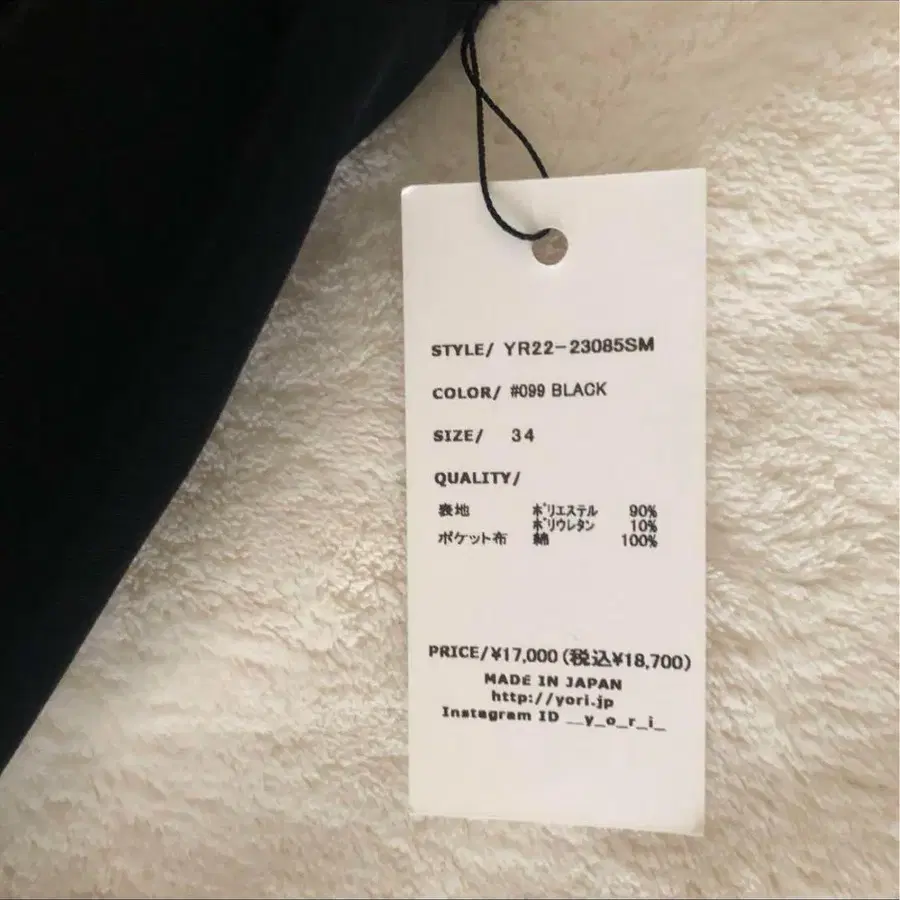 STYLE/ YR22-23085SM
COLOR/ #099 BLACK
SIZE/ 34
QUALITY/
表地 ポリエステル 90%
ポリウレタン 10%
ポケット布 綿 100%
PRICE/¥17,000(税込¥18,700)
MADE IN JAPAN
http://yori.jp
Instagram ID __y_o_r_i_